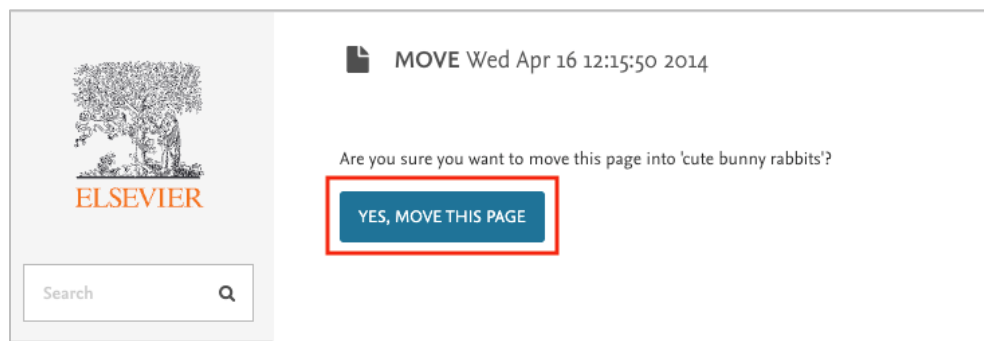 MOVE Wed Apr 16 12:15:50 2014
Are you sure you want to move this page into 'cute bunny rabbits'?
YES, MOVE THIS PAGE
ELSEVIER
Search